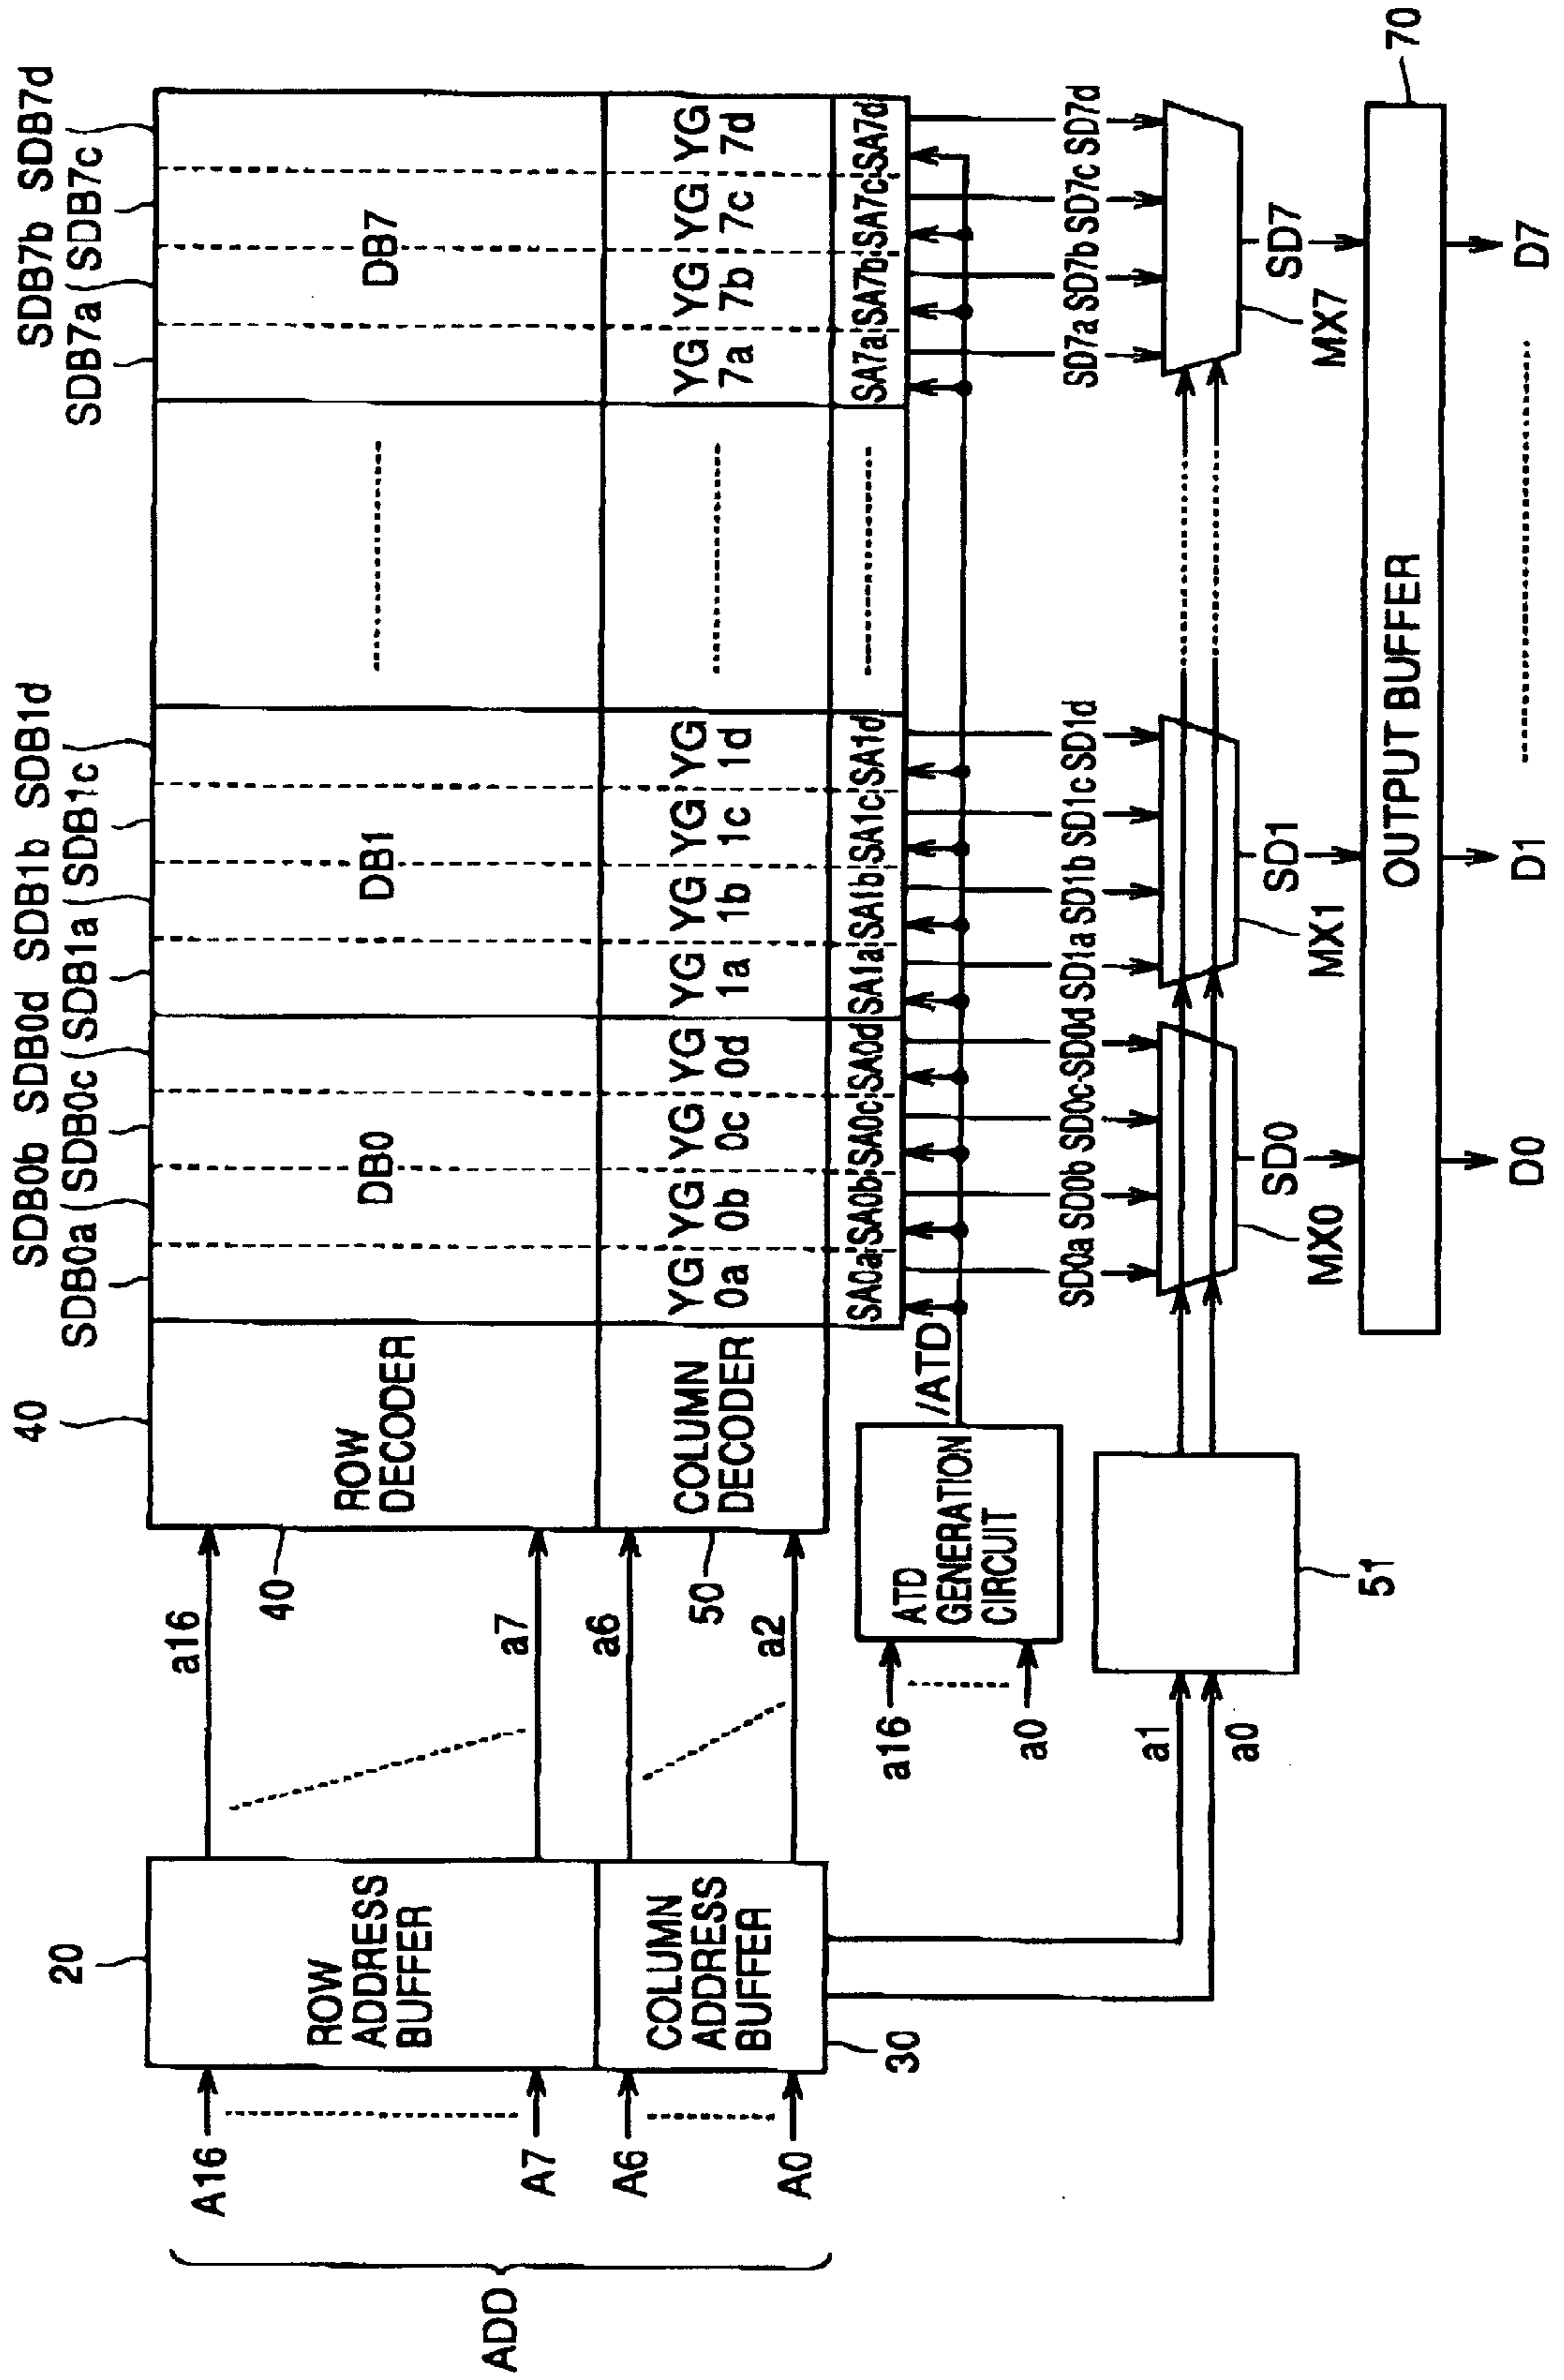 SDB0b SDB0d SDB1b SDB1d SDB7b SDB7d
SDB0a SDB0c SDB1a SDB1c SDB7a SDB7c
40
20
A16
A7
A6
A0
ADD
ROW
ADDRESS
BUFFER
COLUMN
ADDRESS
BUFFER
30
a16
a7
a6
a2
40
50
ROW
DECODER
COLUMN
DECODER
DB0 DB1 DB7
YG YG YG YG YG YG YG YG YG YG YG YG
0a 0b 0c 0d 1a 1b 1c 1d 7a 7b 7c 7d
SA0a SA0b SA0c SA0d SA1a SA1b SA1c SA1d SA7a SA7b SA7c SA7d
/ATD
a16
a0
ATD
GENERATION
CIRCUIT
SD0a SD0b SD0c SD0d SD1a SD1b SD1c SD1d SD7a SD7b SD7c SD7d
a1
a0
51
SD0 SD1 SD7
MX0 MX1 MX7
OUTPUT BUFFER
70
D0 D1 D7